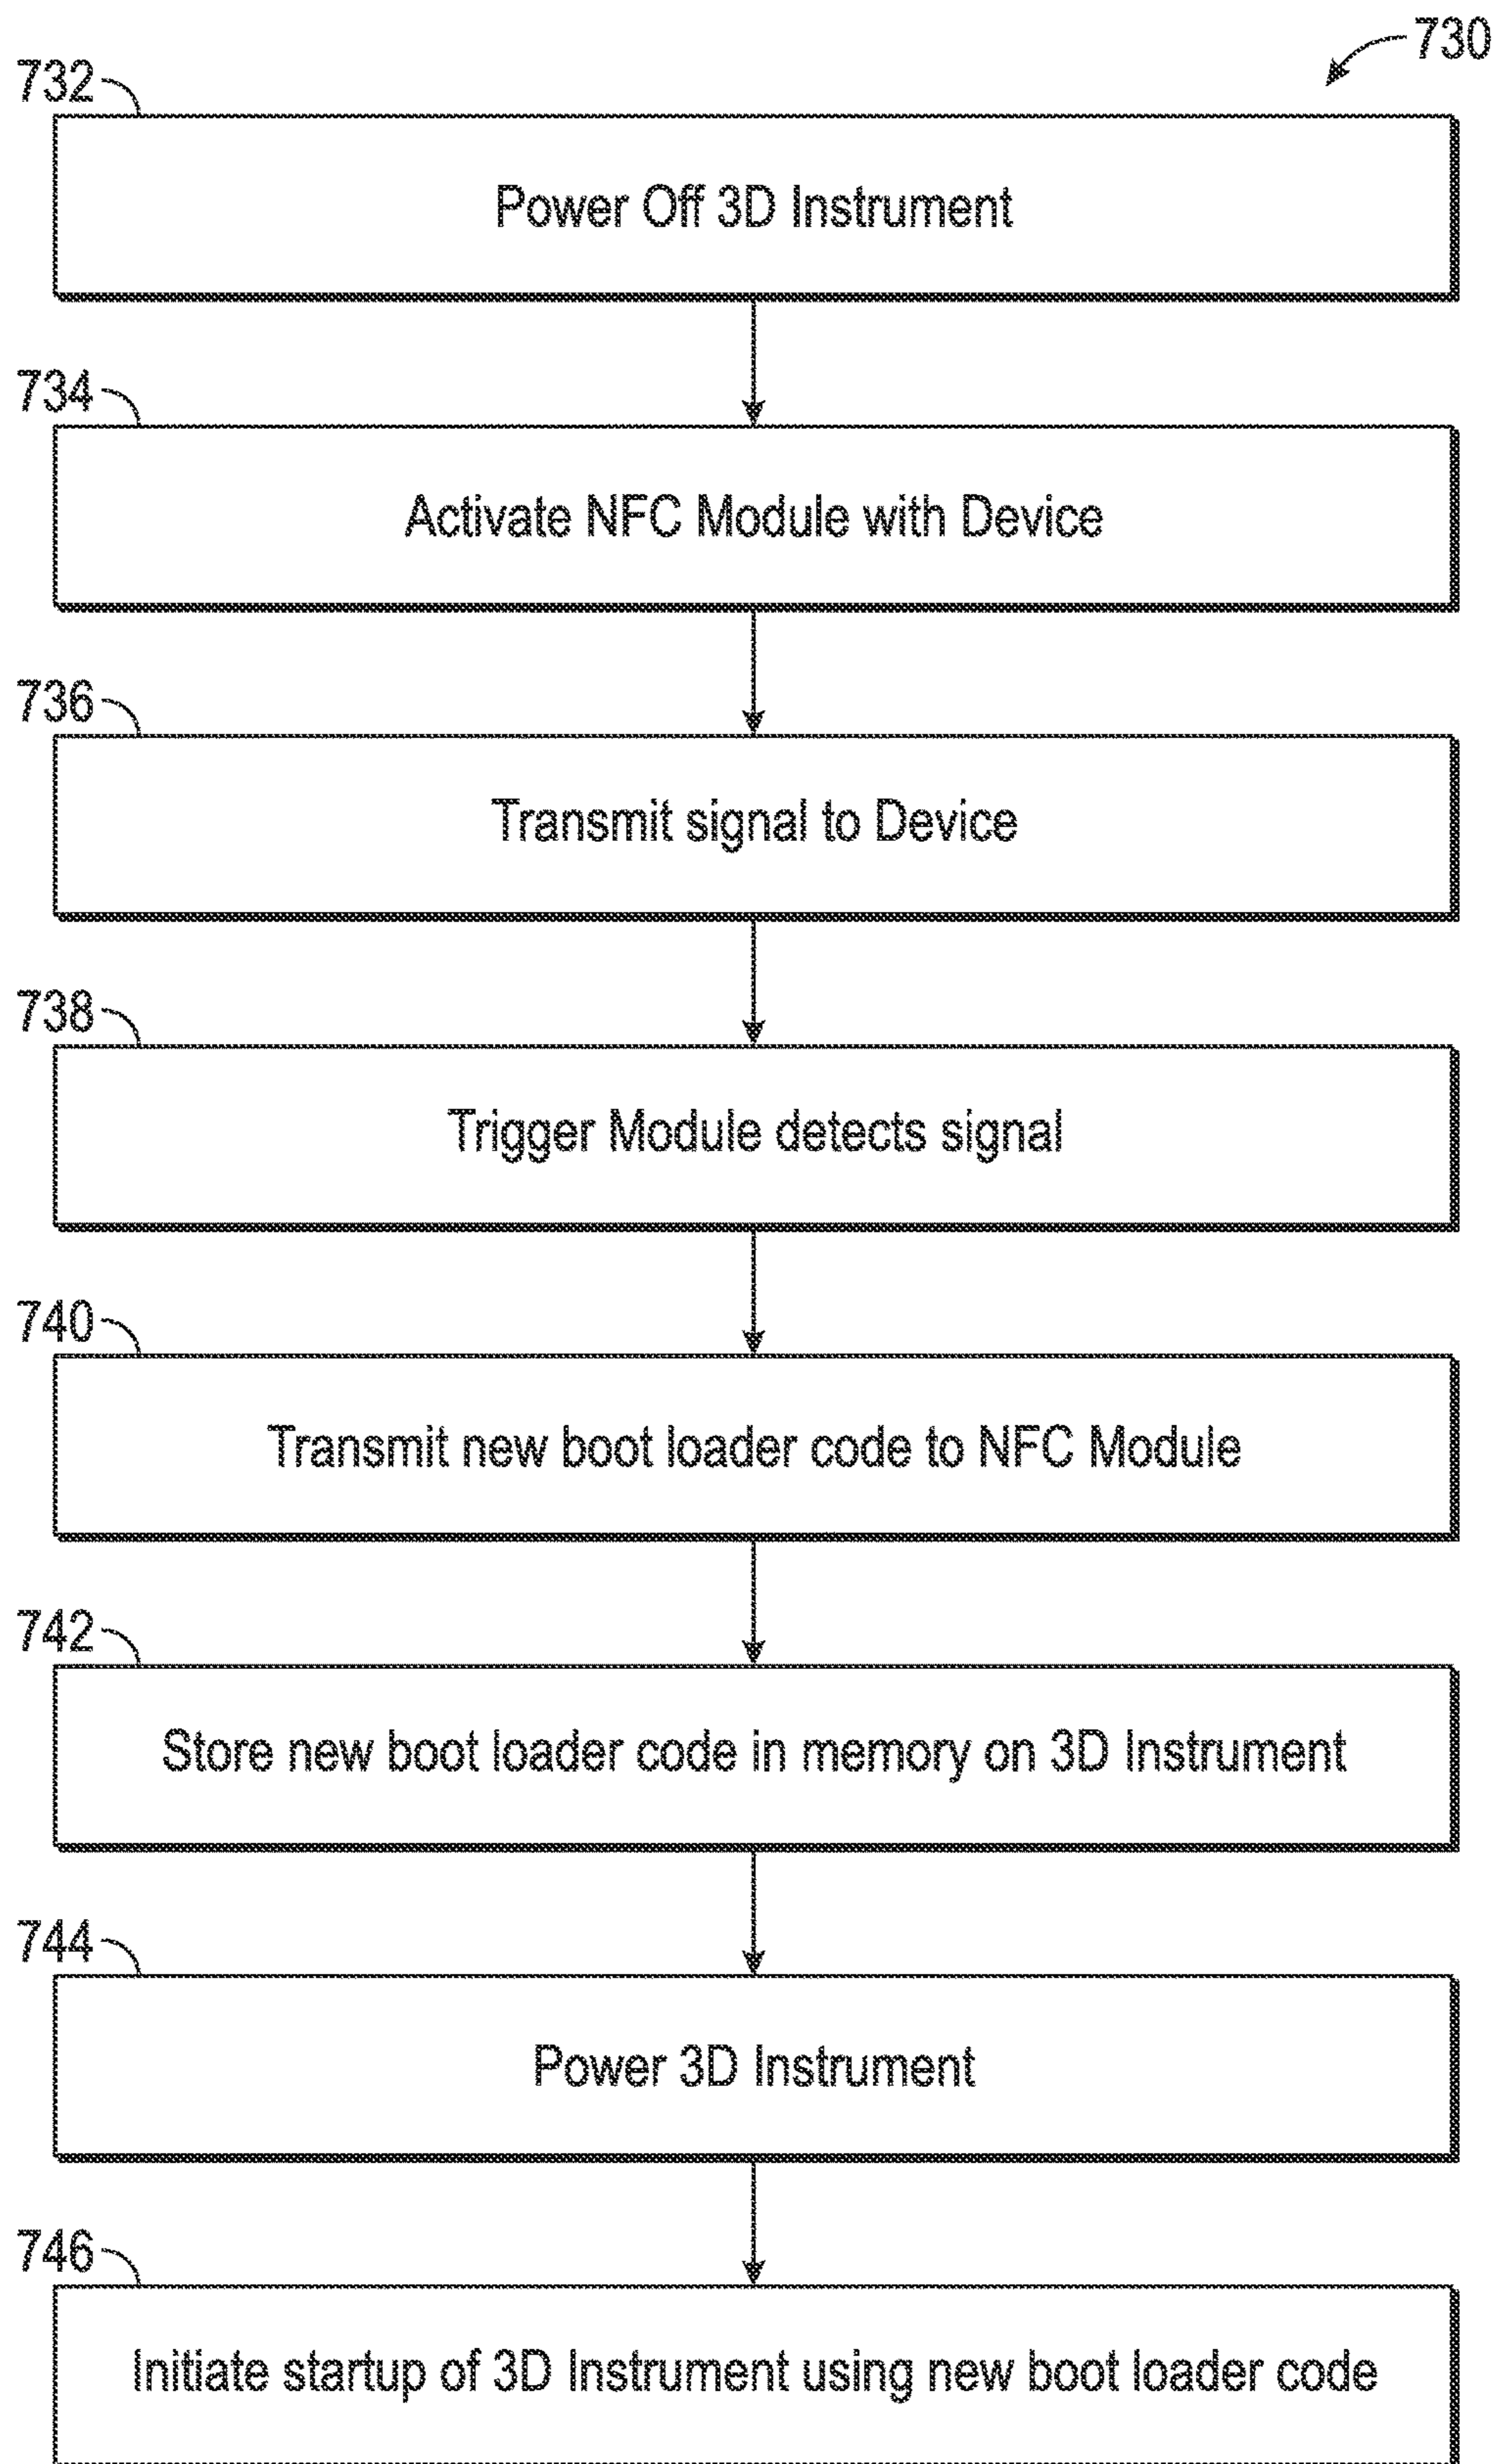 730
732
Power Off 3D Instrument
734
Activate NFC Module with Device
736
Transmit signal to Device
738
Trigger Module detects signal
740
Transmit new boot loader code to NFC Module
742
Store new boot loader code in memory on 3D Instrument
744
Power 3D Instrument
746
Initiate startup of 3D Instrument using new boot loader code